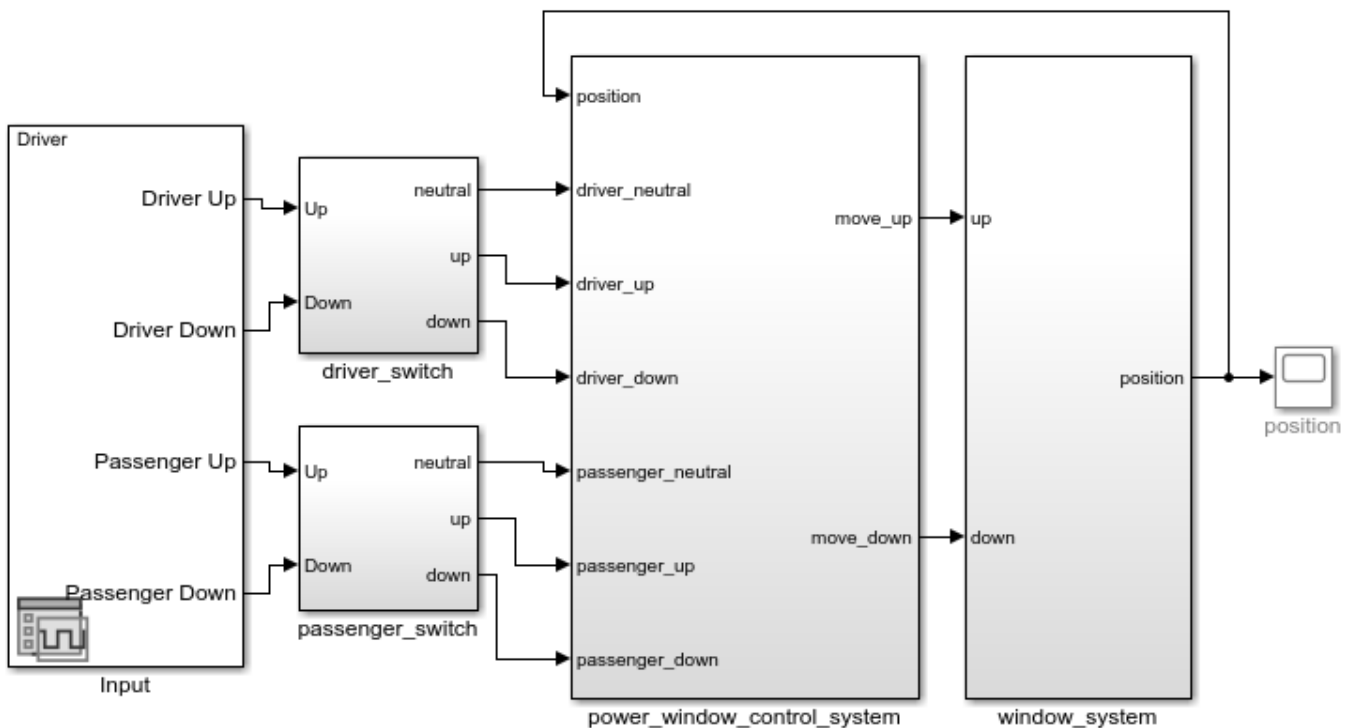 Driver
Driver Up
Driver Down
Passenger Up
Passenger Down
Input
Up
Down
neutral
up
down
driver_switch
Up
Down
neutral
up
down
passenger_switch
position
driver_neutral
driver_up
driver_down
passenger_neutral
passenger_up
passenger_down
move_up
move_down
power_window_control_system
up
down
position
window_system
position